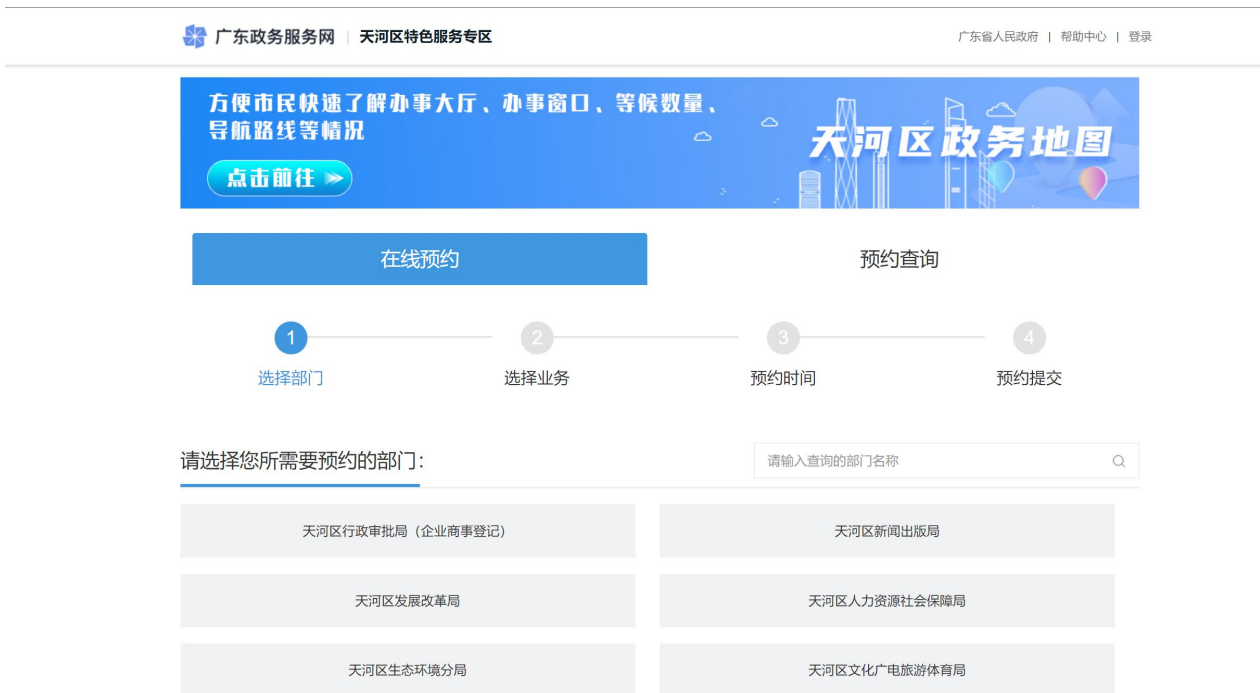 广东政务服务网 | 天河区特色服务专区
广东省人民政府 | 帮助中心 | 登录
方便市民快速了解办事大厅、办事窗口、等候数量、
导航路线等情况
点击前往
天河区政务地图
在线预约
预约查询
1
2
3
4
选择部门
选择业务
预约时间
预约提交
请选择您所需要预约的部门：
请输入查询的部门名称
天河区行政审批局（企业商事登记）
天河区新闻出版局
天河区发展改革局
天河区人力资源社会保障局
天河区生态环境分局
天河区文化广电旅游体育局